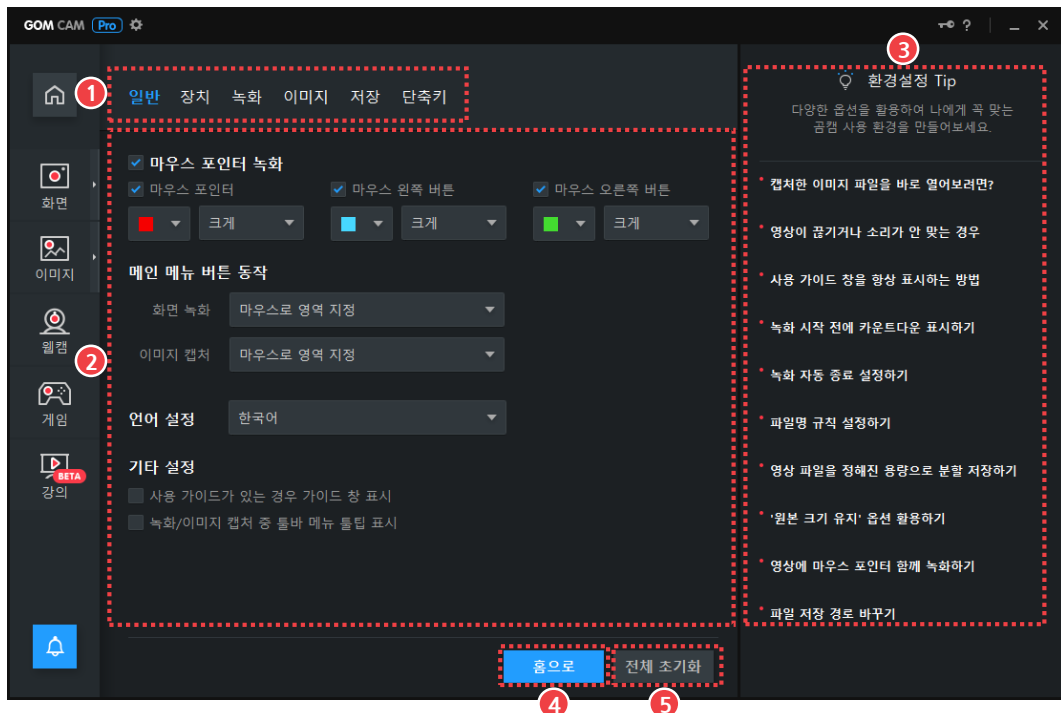 GOM CAM Pro
?
3
1
일반 장치 녹화 이미지 저장 단축키
환경설정 Tip
다양한 옵션을 활용하여 나에게 꼭 맞는
곰캠 사용 환경을 만들어보세요.
화면
이미지
웹캠
게임
BETA
강의
2
마우스 포인터 녹화
마우스 포인터 마우스 왼쪽 버튼 마우스 오른쪽 버튼
크게 크게 크게
메인 메뉴 버튼 동작
화면 녹화 마우스로 영역 지정
이미지 캡처 마우스로 영역 지정
언어 설정 한국어
기타 설정
사용 가이드가 있는 경우 가이드 창 표시
녹화/이미지 캡처 중 툴바 메뉴 툴팁 표시
캡처한 이미지 파일을 바로 열어보려면?
영상이 끊기거나 소리가 안 맞는 경우
사용 가이드 창을 항상 표시하는 방법
녹화 시작 전에 카운트다운 표시하기
녹화 자동 종료 설정하기
파일명 규칙 설정하기
영상 파일을 정해진 용량으로 분할 저장하기
'원본 크기 유지' 옵션 활용하기
영상에 마우스 포인터 함께 녹화하기
파일 저장 경로 바꾸기
홈으로 전체 초기화
4 5